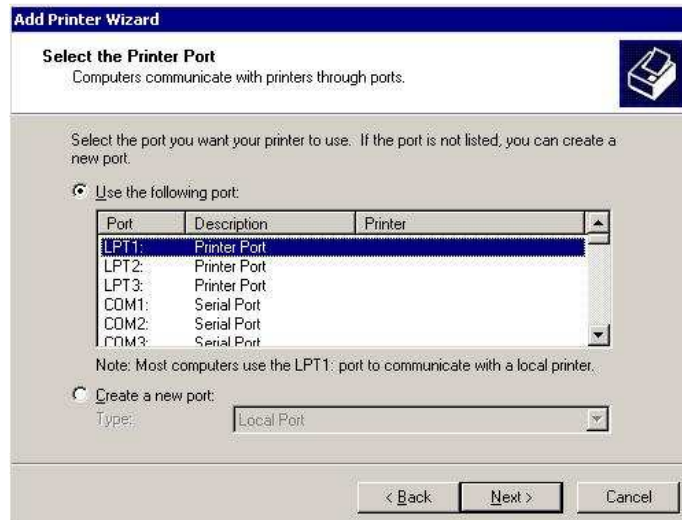 Add Printer Wizard
Select the Printer Port
Computers communicate with printers through ports.
Select the port you want your printer to use. If the port is not listed, you can create a
new port.
Use the following port:
Port Description Printer
LPT1: Printer Port
LPT2: Printer Port
LPT3: Printer Port
COM1: Serial Port
COM2: Serial Port
COM3: Serial Port
Note: Most computers use the LPT1: port to communicate with a local printer.
Create a new port:
Type: Local Port
< Back Next > Cancel